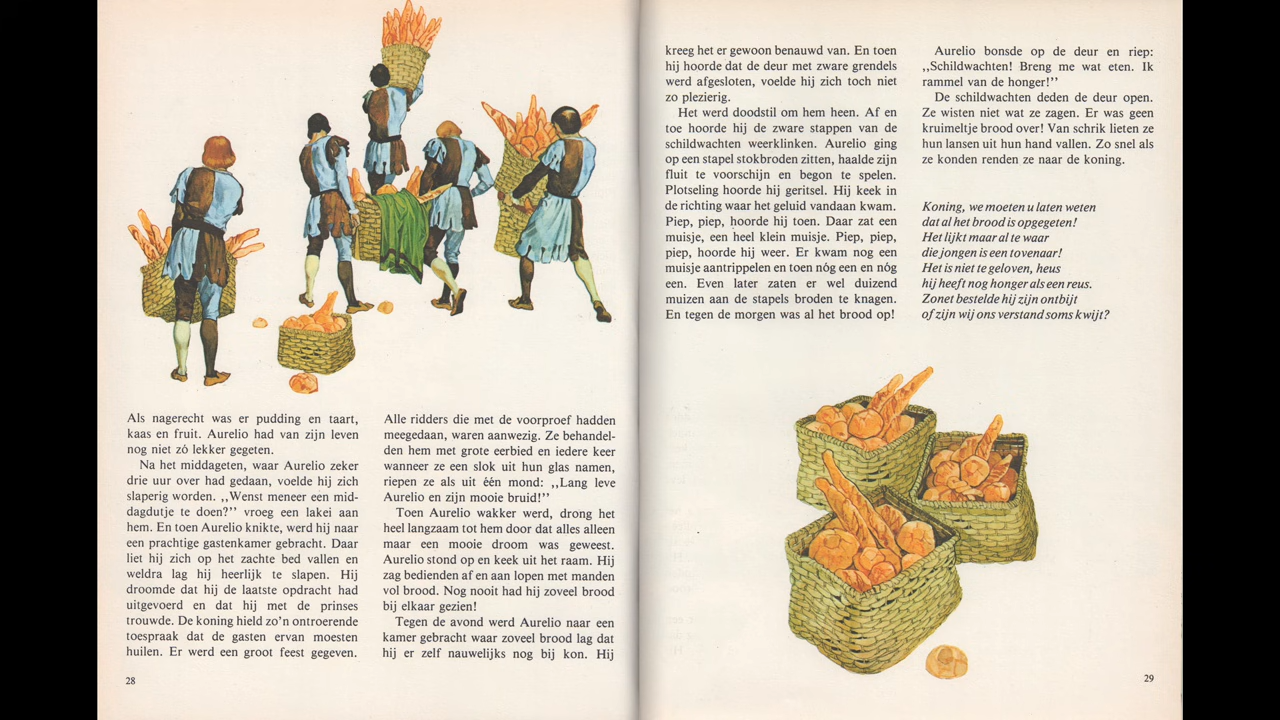 Als nagerecht was er pudding en taart,
kaas en fruit. Aurelio had van zijn leven
nog niet zó lekker gegeten.
Na het middageten, waar Aurelio zeker
drie uur over had gedaan, voelde hij zich
slaperig worden. ,,Wenst meneer een mid-
dagdutje te doen?’’ vroeg een lakei aan
hem. En toen Aurelio knikte, werd hij naar
een prachtige gastenkamer gebracht. Daar
liet hij zich op het zachte bed vallen en
weldra lag hij heerlijk te slapen. Hij
droomde dat hij de laatste opdracht had
uitgevoerd en dat hij met de prinses
trouwde. De koning hield zo’n ontroerende
toespraak dat de gasten ervan moesten
huilen. Er werd een groot feest gegeven.
Alle ridders die met de voorproef hadden
meegedaan, waren aanwezig. Ze behandel-
den hem met grote eerbied en iedere keer
wanneer ze een slok uit hun glas namen,
riepen ze als uit één mond: ,,Lang leve
Aurelio en zijn mooie bruid!’’
Toen Aurelio wakker werd, drong het
heel langzaam tot hem door dat alles alleen
maar een mooie droom was geweest.
Aurelio stond op en keek uit het raam. Hij
zag bedienden af en aan lopen met manden
vol brood. Nog nooit had hij zoveel brood
bij elkaar gezien!
Tegen de avond werd Aurelio naar een
kamer gebracht waar zoveel brood lag dat
hij er zelf nauwelijks nog bij kon. Hij
28
kreeg het er gewoon benauwd van. En toen
hij hoorde dat de deur met zware grendels
werd afgesloten, voelde hij zich toch niet
zo plezierig.
Het werd doodstil om hem heen. Af en
toe hoorde hij de zware stappen van de
schildwachten weerklinken. Aurelio ging
op een stapel stokbroden zitten, haalde zijn
fluit te voorschijn en begon te spelen.
Plotseling hoorde hij geritsel. Hij keek in
de richting waar het geluid vandaan kwam.
Piep, piep, hoorde hij toen. Daar zat een
muisje, een heel klein muisje. Piep, piep,
piep, hoorde hij weer. Er kwam nog een
muisje aantrippelen en toen nóg een en nóg
een. Even later zaten er wel duizend
muizen aan de stapels broden te knagen.
En tegen de morgen was al het brood op!
Aurelio bonsde op de deur en riep:
,,Schildwachten! Breng me wat eten. Ik
rammel van de honger!’’
De schildwachten deden de deur open.
Ze wisten niet wat ze zagen. Er was geen
kruimeltje brood over! Van schrik lieten ze
hun lansen uit hun hand vallen. Zo snel als
ze konden renden ze naar de koning.
Koning, we moeten u laten weten
dat al het brood is opgegeten!
Het lijkt maar al te waar
die jongen is een tovenaar!
Het is niet te geloven, heus
hij heeft nog honger als een reus.
Zonet bestelde hij zijn ontbijt
of zijn wij ons verstand soms kwijt?
29